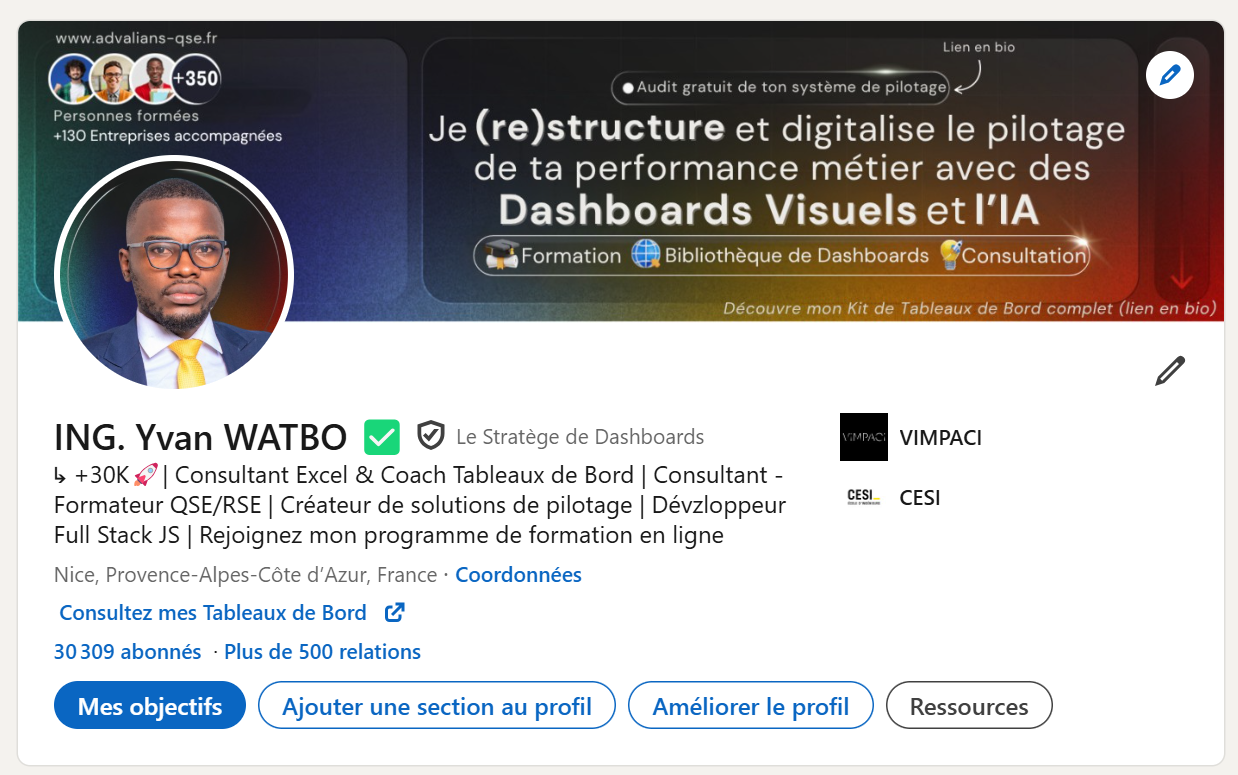 www.advalians-qse.fr
+350
Personnes formées
+130 Entreprises accompagnées
Lien en bio
Audit gratuit de ton système de pilotage
Je (re)structure et digitalise le pilotage
de ta performance métier avec des
Dashboards Visuels et l'IA
Formation Bibliothèque de Dashboards Consultation
Découvre mon Kit de Tableaux de Bord complet (lien en bio)
ING. Yvan WATBO ✅ Le Stratège de Dashboards
↳ +30K🚀| Consultant Excel & Coach Tableaux de Bord | Consultant -
Formateur QSE/RSE | Créateur de solutions de pilotage | Dévzloppeur
Full Stack JS | Rejoignez mon programme de formation en ligne
VIMPACI
VIMPACI
CESI
CESI
Nice, Provence-Alpes-Côte d’Azur, France · Coordonnées
Consultez mes Tableaux de Bord
30 309 abonnés · Plus de 500 relations
Mes objectifs
Ajouter une section au profil
Améliorer le profil
Ressources